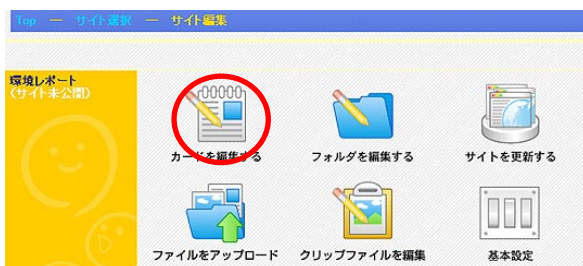 Top — サイト選択 — サイト編集
環境レポート
(サイト未公開)
カードを編集する
フォルダを編集する
サイトを更新する
ファイルをアップロード
クリップファイルを編集
基本設定